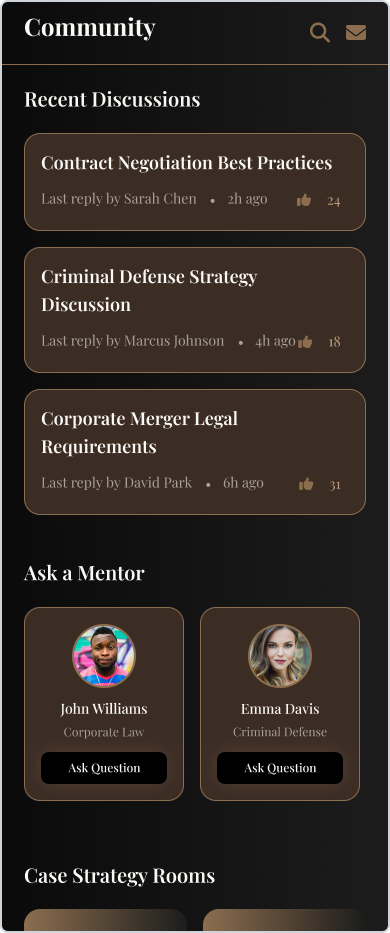 Community
Recent Discussions
Contract Negotiation Best Practices
Last reply by Sarah Chen • 2h ago 24
Criminal Defense Strategy
Discussion
Last reply by Marcus Johnson • 4h ago 18
Corporate Merger Legal
Requirements
Last reply by David Park • 6h ago 31
Ask a Mentor
John Williams Emma Davis
Corporate Law Criminal Defense
Ask Question Ask Question
Case Strategy Rooms